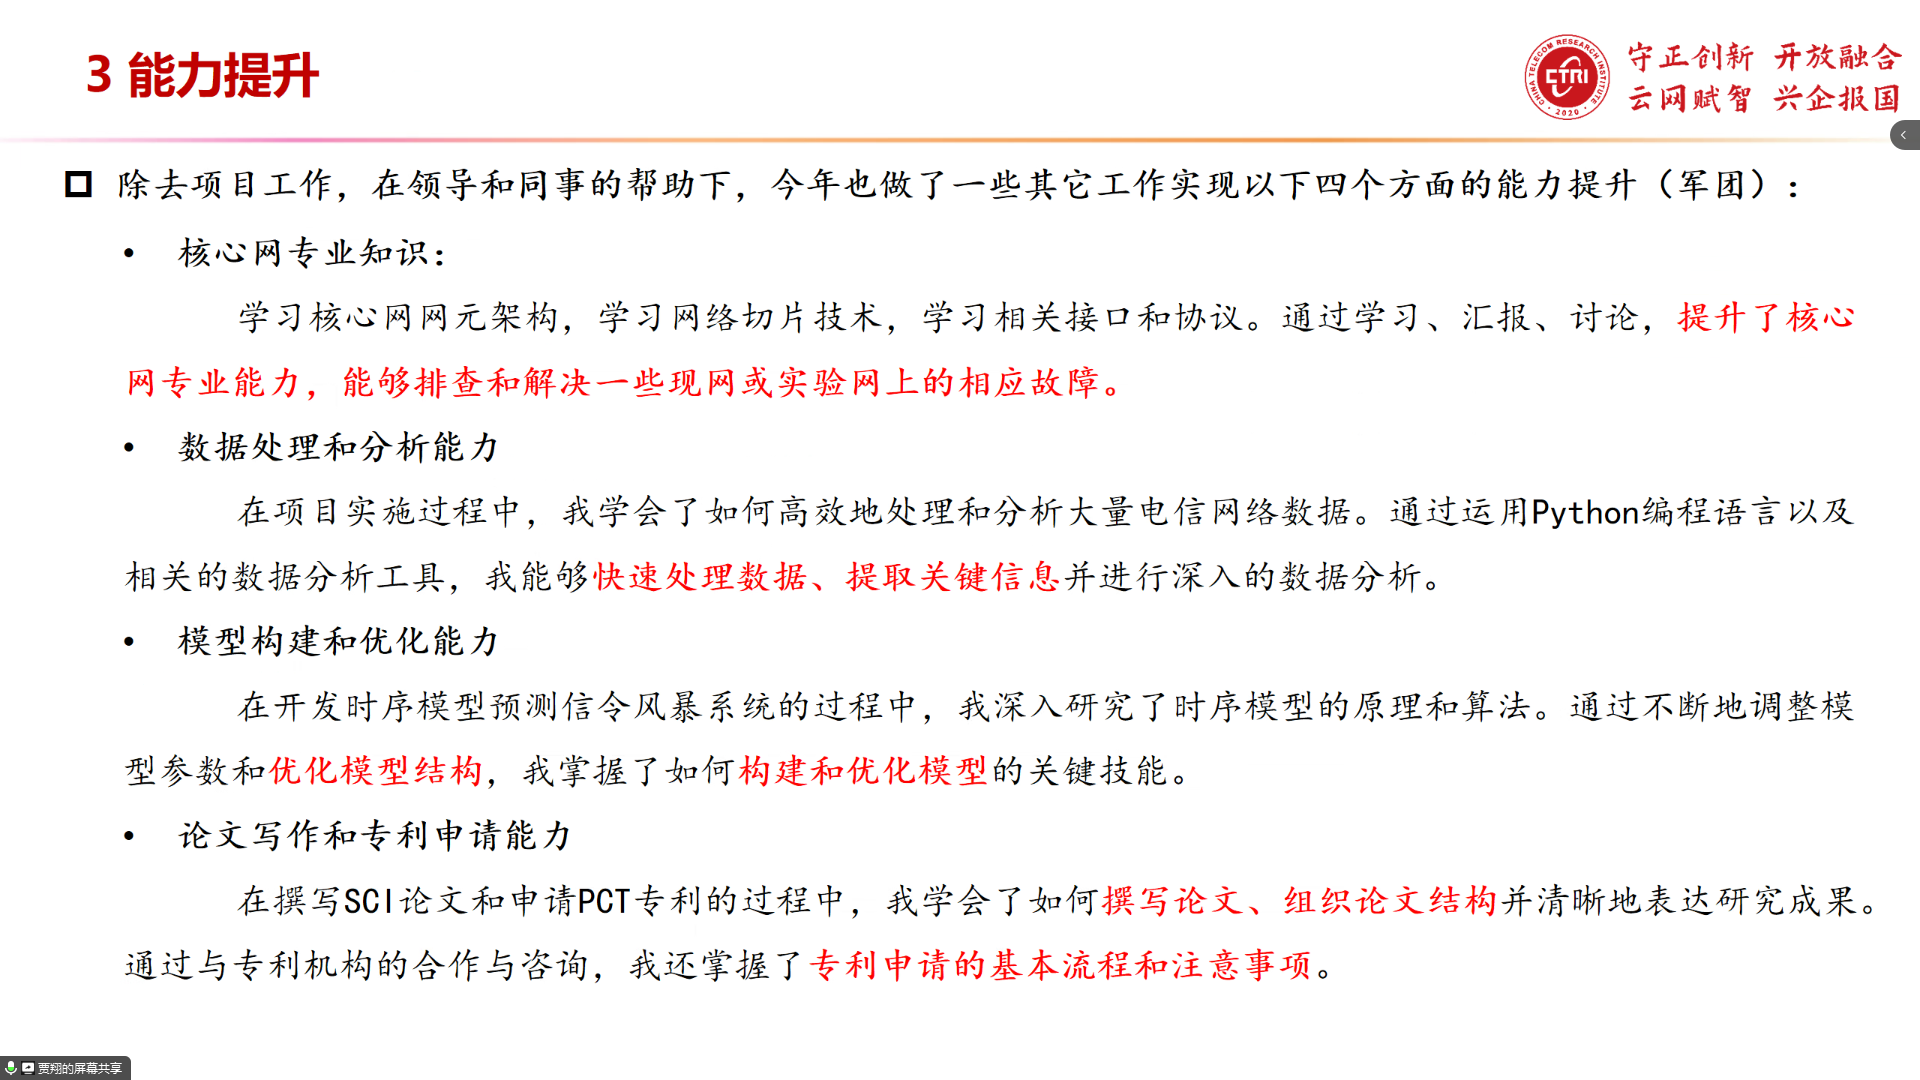 3 能力提升
CHINA TELECOM RESEARCH INSTITUTE
CTRI
2020
守正创新 开放融合
云网赋智 兴企报国
除去项目工作，在领导和同事的帮助下，今年也做了一些其它工作实现以下四个方面的能力提升（军团）：
• 核心网专业知识：
学习核心网网元架构，学习网络切片技术，学习相关接口和协议。通过学习、汇报、讨论，提升了核心
网专业能力，能够排查和解决一些现网或实验网上的相应故障。
• 数据处理和分析能力
在项目实施过程中，我学会了如何高效地处理和分析大量电信网络数据。通过运用Python编程语言以及
相关的数据分析工具，我能够快速处理数据、提取关键信息并进行深入的数据分析。
• 模型构建和优化能力
在开发时序模型预测信令风暴系统的过程中，我深入研究了时序模型的原理和算法。通过不断地调整模
型参数和优化模型结构，我掌握了如何构建和优化模型的关键技能。
• 论文写作和专利申请能力
在撰写SCI论文和申请PCT专利的过程中，我学会了如何撰写论文、组织论文结构并清晰地表达研究成果。
通过与专利机构的合作与咨询，我还掌握了专利申请的基本流程和注意事项。
贾翔的屏幕共享